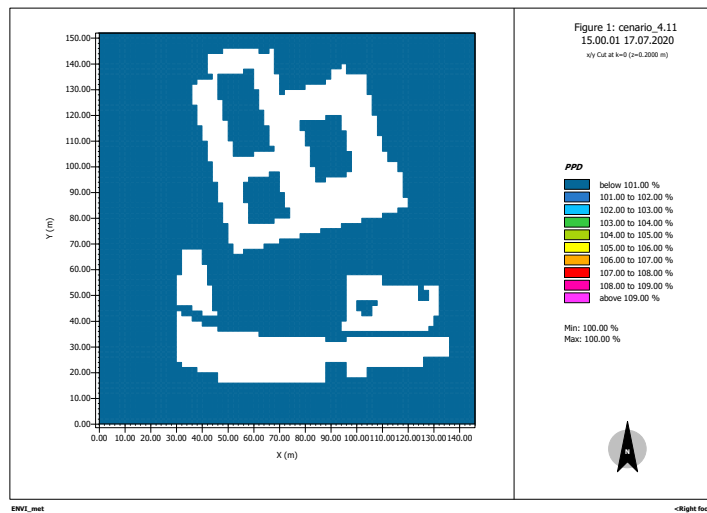 Figure 1: cenario_4.11
15.00.01 17.07.2020
x/y Cut at k=0 (z=0.2000 m)
150.00
140.00
130.00
120.00
110.00
100.00
90.00
80.00
70.00
60.00
50.00
40.00
30.00
20.00
10.00
0.00
Y (m)
0.00 10.00 20.00 30.00 40.00 50.00 60.00 70.00 80.00 90.00 100.00 110.00 120.00 130.00 140.00
X (m)
PPD
below 101.00 %
101.00 to 102.00 %
102.00 to 103.00 %
103.00 to 104.00 %
104.00 to 105.00 %
105.00 to 106.00 %
106.00 to 107.00 %
107.00 to 108.00 %
108.00 to 109.00 %
above 109.00 %
Min: 100.00 %
Max: 100.00 %
N
ENVI_met
<Right foo